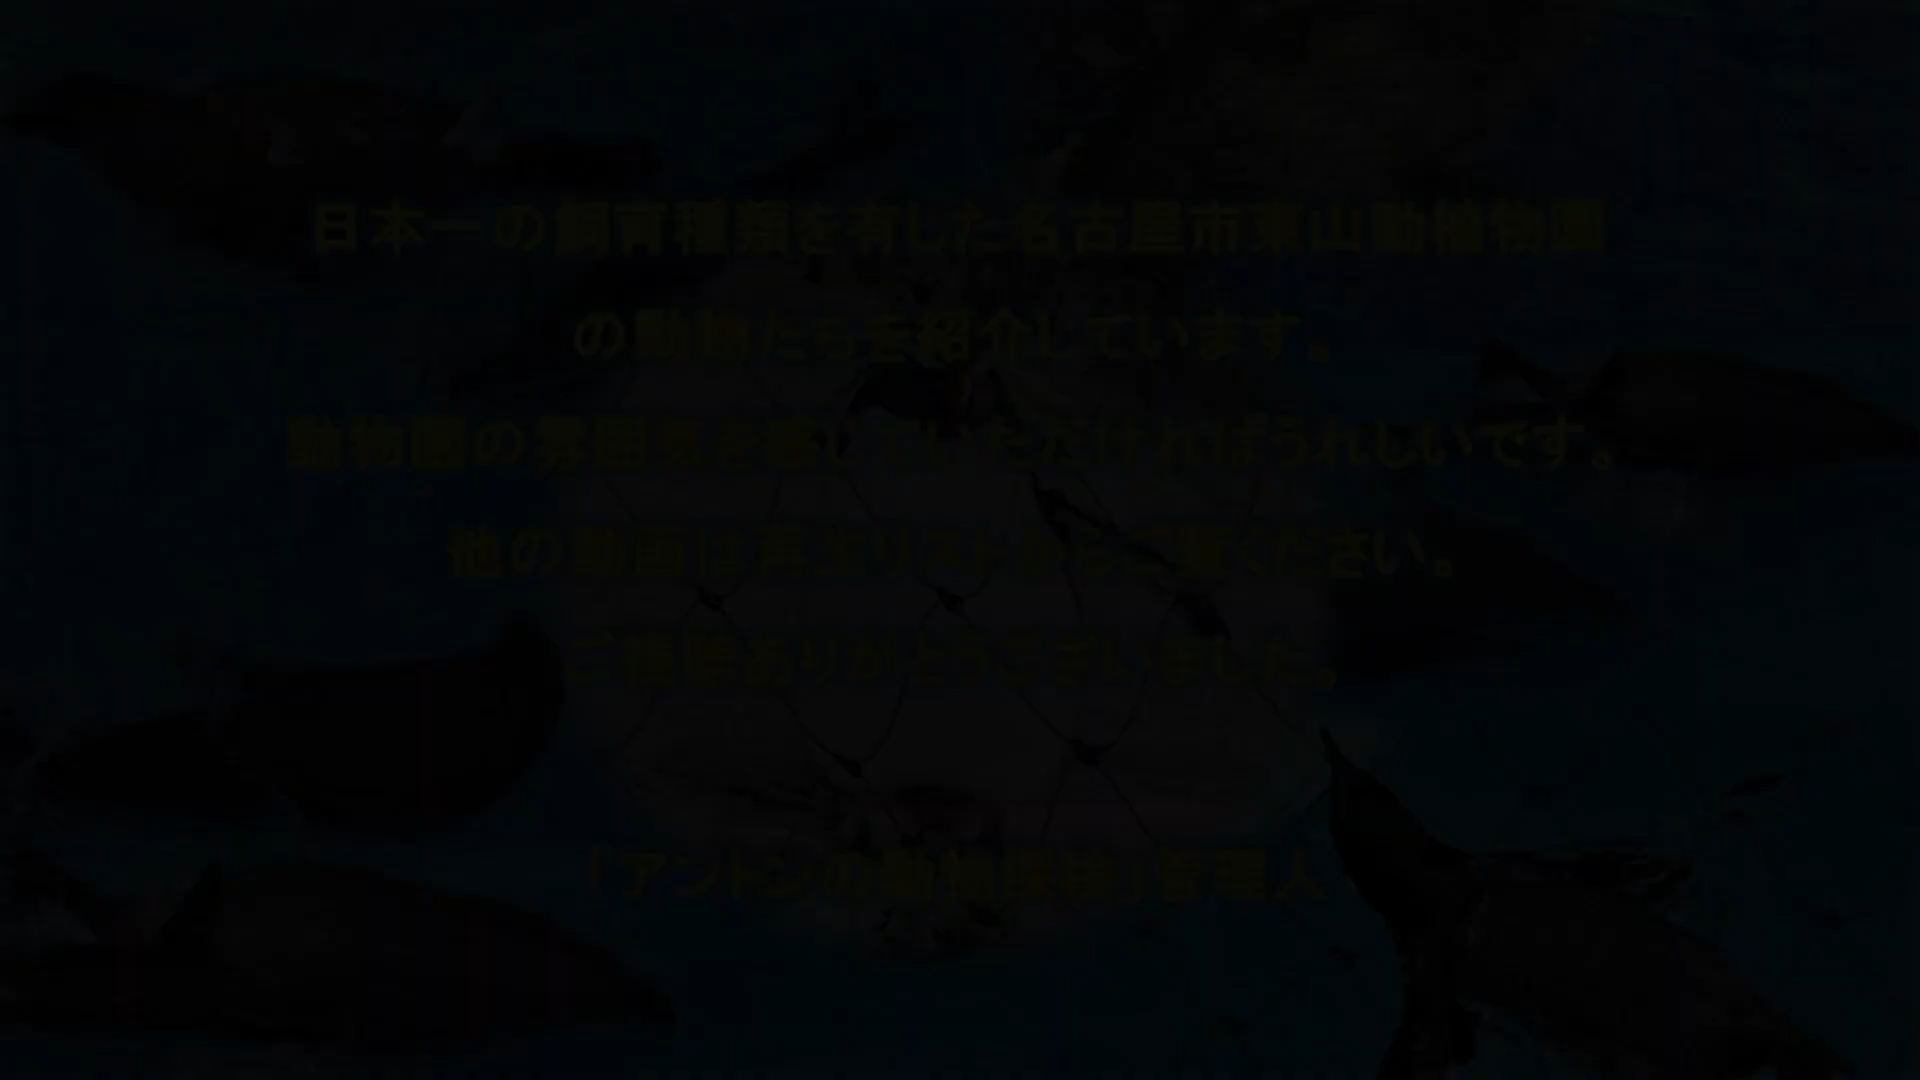 日本一の飼育種類を有した名古屋市東山動植物園
の動物たちを紹介しています。
動物園の雰囲気を感じていただければうれしいです。
他の動画は再生リストからご覧ください。
ご視聴ありがとうございました。
「アントンの動物 」管理人